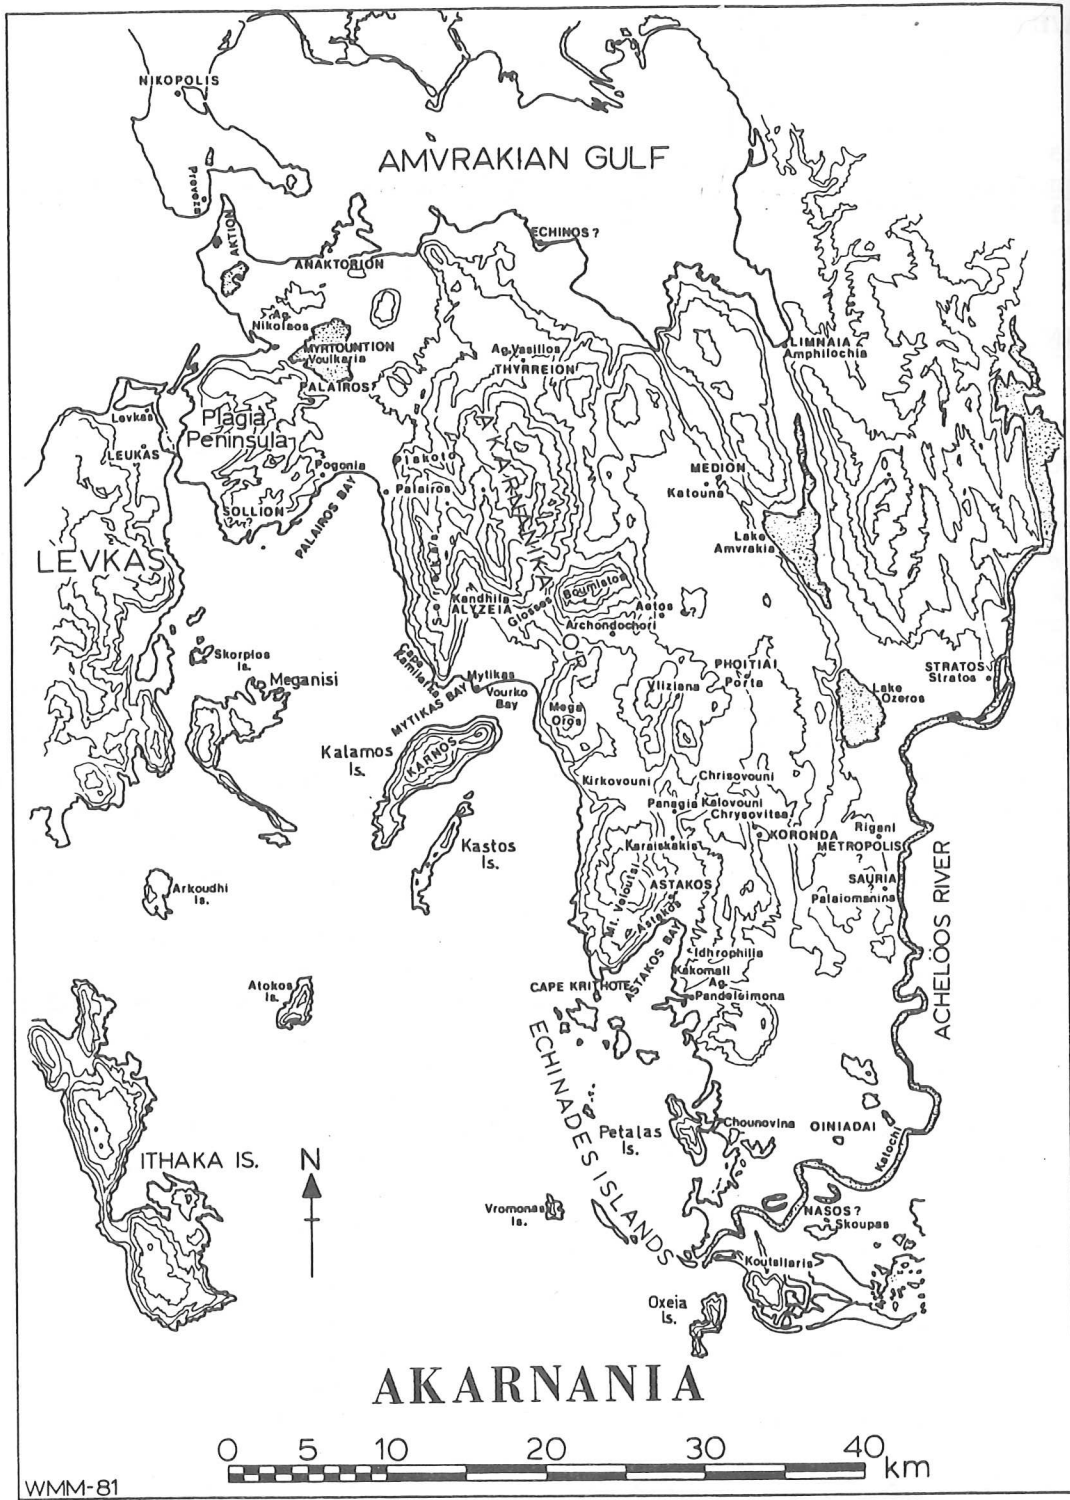 NIKOPOLIS
AMVRAKIAN GULF
Preveza
AKTION
ECHINOS ?
ANAKTORION
Ag.
Nikolaos
MYRTOUNTION
Voulkaria
Ag. Vasilios
THYRREION
LIMNAIA
Amphilochia
PALAIROS
Levkas
LEUKAS
Plagia
Peninsula
Plakoto
Pogonia
Palairos
SOLLION
?
PALAIROS BAY
AKARNANIKA
MEDION
Katouna
Lake
Amvrakia
LEVKAS
Serekas
Boumistos
Kandhila
ALYZEIA
Glosses
Aetos
?
Archondochori
Skorpios
Is.
Meganisi
Cape
Kamilafka
MYTIKAS BAY
Mytikas
Vourko
Bay
PHOITIAI
Porta
STRATOS
Stratos
Lake
Ozeros
Vliziana
Mega
Oros
Kalamos
Is.
KARNOS
Kirkovouni
Chrisovouni
Panagia
Kalovouni
Chrysovitsa
KORONDA
Rigani
METROPOLIS
?
Kastos
Is.
Karaiskakis
Arkoudhi
Is.
Mt. Veloutsi
ASTAKOS
Astakos
SAURIA
?
Palaiomanina
ACHELÖOS RIVER
ASTAKOS BAY
Idhrophilia
Kakomali
Ag.
Pandeleimona
Atokos
Is.
CAPE KRITHOTE
ECHINADES ISLANDS
Petalas
Is.
Chounovina
OINIADAI
Katochi
ITHAKA IS.
N
Vromonas
Is.
NASOS ?
Skoupas
Koutsilaris
Oxeia
Is.
AKARNANIA
0 5 10 20 30 40 km
WMM-81